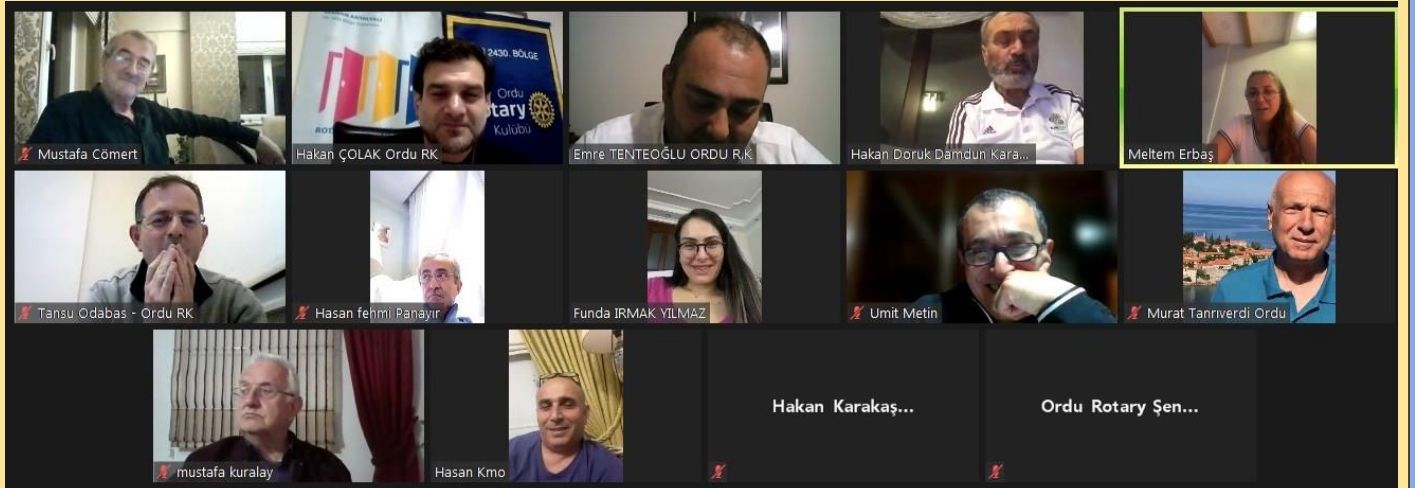 2430. BÖLGE
Ordu
Kulübü
Mustafa Cömert
Hakan ÇOLAK Ordu RK
Emre TENTEOĞLU ORDU R.K
Hakan Doruk Damdun Kara...
Meltem Erbaş
Tansu Odabas - Ordu RK
Hasan fehmi Panayır
Funda IRMAK YILMAZ
Umit Metin
Murat Tanrıverdi Ordu
mustafa kuralay
Hasan Kmo
Hakan Karakaş...
Ordu Rotary Şen...